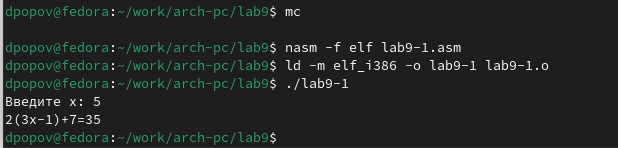 dpopov@fedora:~/work/arch-pc/lab9$ mc
dpopov@fedora:~/work/arch-pc/lab9$ nasm -f elf lab9-1.asm
dpopov@fedora:~/work/arch-pc/lab9$ ld -m elf_i386 -o lab9-1 lab9-1.o
dpopov@fedora:~/work/arch-pc/lab9$ ./lab9-1
Введите x: 5
2(3x-1)+7=35
dpopov@fedora:~/work/arch-pc/lab9$